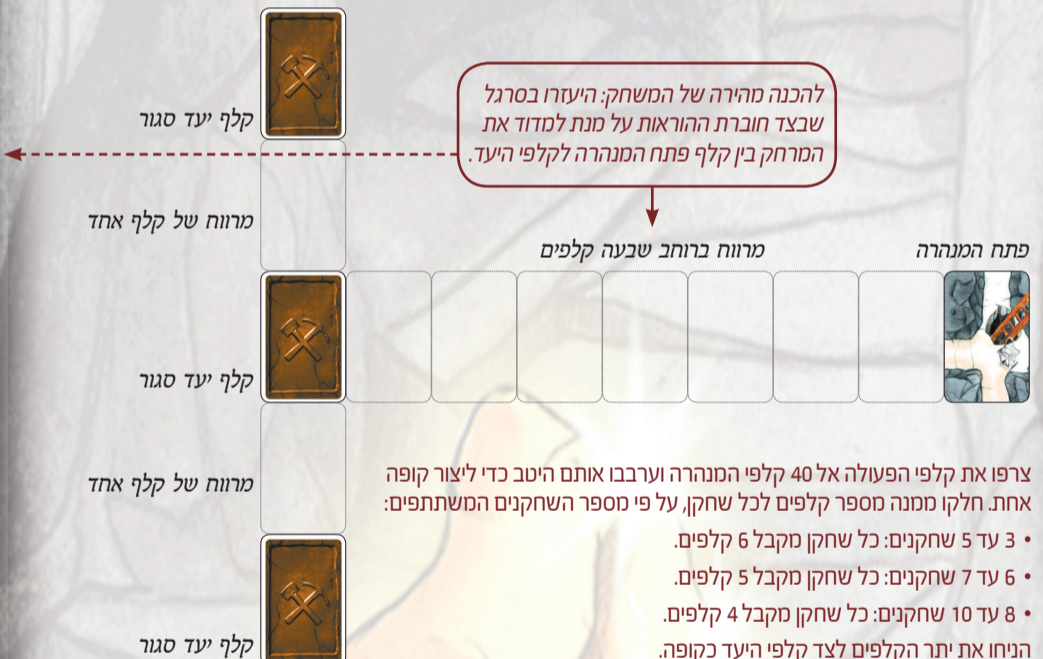 קלף יעד סגור
להכנה מהירה של המשחק: היעזרו בסרגל
שבצד חוברת ההוראות על מנת למדוד את
המרחק בין קלף פתח המנהרה לקלפי היעד.
מרווח של קלף אחד
פתח המנהרה
מרווח ברוחב שבעה קלפים
קלף יעד סגור
מרווח של קלף אחד
קלף יעד סגור
צרפו את קלפי הפעולה אל 40 קלפי המנהרה וערבבו אותם היטב כדי ליצור קופה
אחת. חלקו ממנה מספר קלפים לכל שחקן, על פי מספר השחקנים המשתתפים:
• 3 עד 5 שחקנים: כל שחקן מקבל 6 קלפים.
• 6 עד 7 שחקנים: כל שחקן מקבל 5 קלפים.
• 8 עד 10 שחקנים: כל שחקן מקבל 4 קלפים.
הניחו את יתר הקלפים לצד קלפי היעד כקופה.